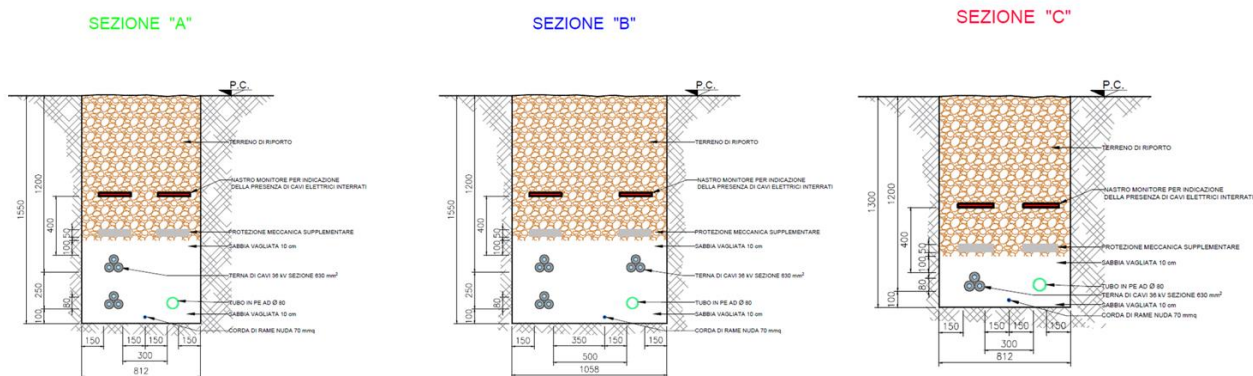 SEZIONE "A"
P.C.
TERRENO DI RIPORTO
NASTRO MONITORE PER INDICAZIONE
DELLA PRESENZA DI CAVI ELETTRICI INTERRATI
PROTEZIONE MECCANICA SUPPLEMENTARE
SABBIA VAGLIATA 10 cm
TERNA DI CAVI 36 kV SEZIONE 630 mm²
TUBO IN PE AD Ø 80
SABBIA VAGLIATA 10 cm
CORDA DI RAME NUDA 70 mmq
1550
1200
400
50
100
250
80
100
150
150
150
150
300
812
SEZIONE "B"
P.C.
TERRENO DI RIPORTO
NASTRO MONITORE PER INDICAZIONE
DELLA PRESENZA DI CAVI ELETTRICI INTERRATI
PROTEZIONE MECCANICA SUPPLEMENTARE
SABBIA VAGLIATA 10 cm
TERNA DI CAVI 36 kV SEZIONE 630 mm²
TUBO IN PE AD Ø 80
SABBIA VAGLIATA 10 cm
CORDA DI RAME NUDA 70 mmq
1550
1200
400
50
100
250
80
100
150
350
150
150
500
1058
SEZIONE "C"
P.C.
TERRENO DI RIPORTO
NASTRO MONITORE PER INDICAZIONE
DELLA PRESENZA DI CAVI ELETTRICI INTERRATI
PROTEZIONE MECCANICA SUPPLEMENTARE
SABBIA VAGLIATA 10 cm
TUBO IN PE AD Ø 80
TERNA DI CAVI 36 kV SEZIONE 630 mm²
SABBIA VAGLIATA 10 cm
CORDA DI RAME NUDA 70 mmq
1300
1200
400
50
100
80
100
150
150
150
150
300
812